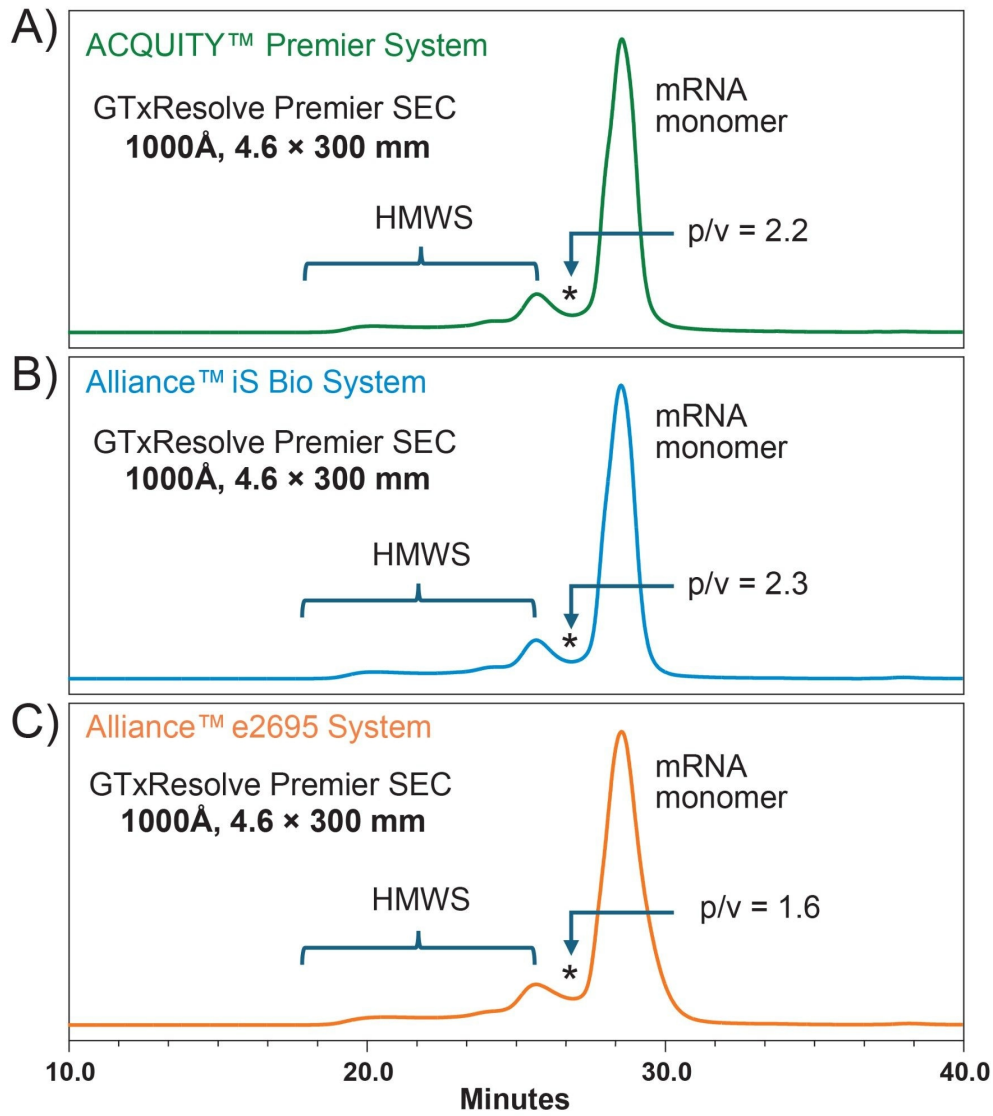 A)
ACQUITY™ Premier System
GTxResolve Premier SEC
1000Å, 4.6 × 300 mm
mRNA
monomer
HMWS
p/v = 2.2
*
B)
Alliance™ iS Bio System
GTxResolve Premier SEC
1000Å, 4.6 × 300 mm
mRNA
monomer
HMWS
p/v = 2.3
*
C)
Alliance™ e2695 System
GTxResolve Premier SEC
1000Å, 4.6 × 300 mm
mRNA
monomer
HMWS
p/v = 1.6
*
10.0 20.0 30.0 40.0
Minutes